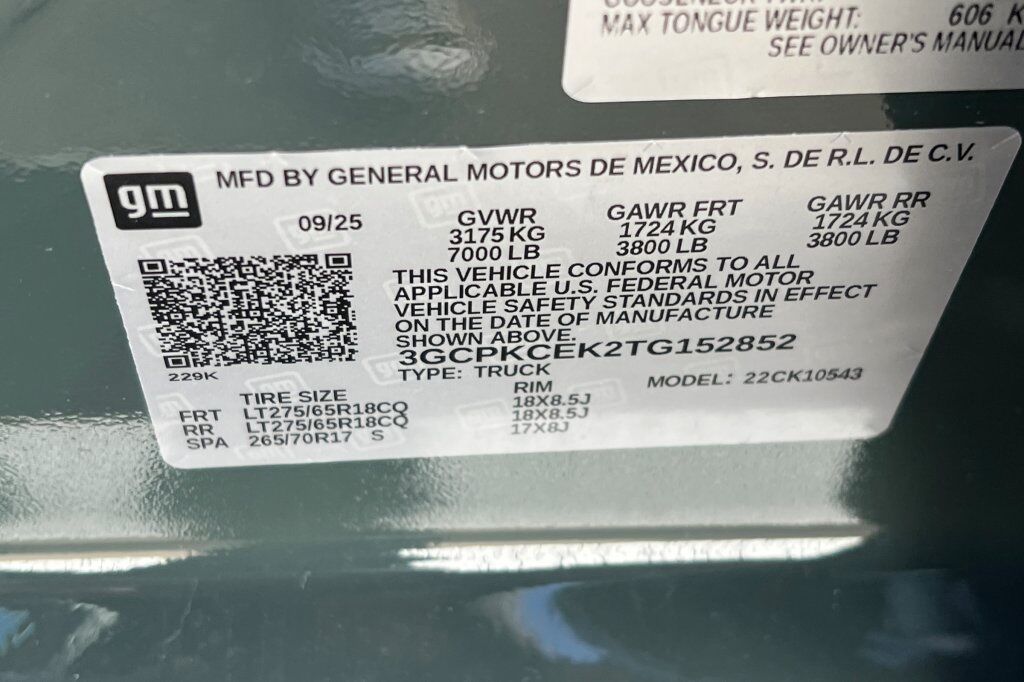 MAX TONGUE WEIGHT: 606 K
SEE OWNER'S MANUAL
gm
MFD BY GENERAL MOTORS DE MEXICO, S. DE R.L. DE C.V.
09/25
GVWR GAWR FRT GAWR RR
3175 KG 1724 KG 1724 KG
7000 LB 3800 LB 3800 LB
THIS VEHICLE CONFORMS TO ALL
APPLICABLE U.S. FEDERAL MOTOR
VEHICLE SAFETY STANDARDS IN EFFECT
ON THE DATE OF MANUFACTURE
SHOWN ABOVE.
3GCPKCEK2TG152852
229K
TYPE: TRUCK MODEL: 22CK10543
TIRE SIZE RIM
FRT LT275/65R18CQ 18X8.5J
RR LT275/65R18CQ 18X8.5J
SPA 265/70R17 S 17X8J